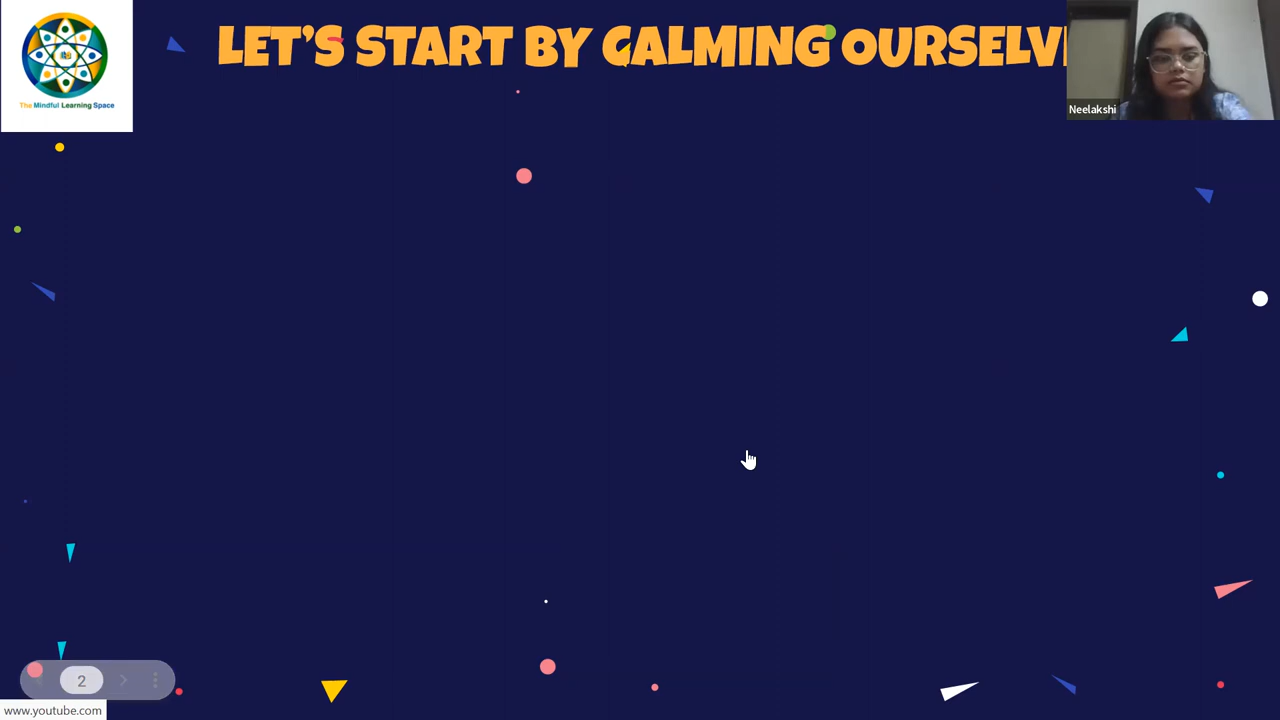 LET'S START BY CALMING OURSELV
The Mindful Learning Space
Neelakshi
2
www.youtube.com